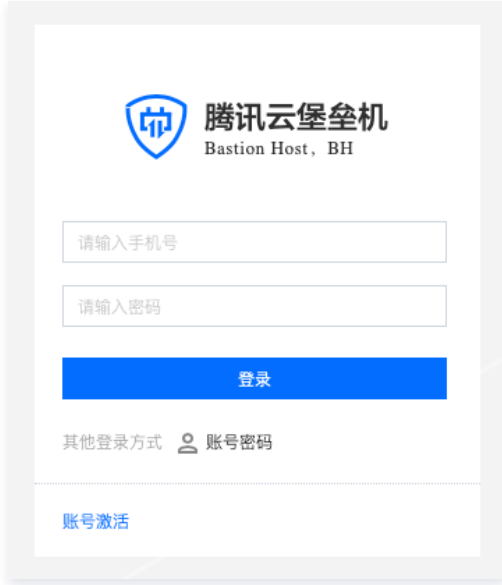 腾讯云堡垒机
Bastion Host，BH
请输入手机号
请输入密码
登录
其他登录方式 账号密码
账号激活